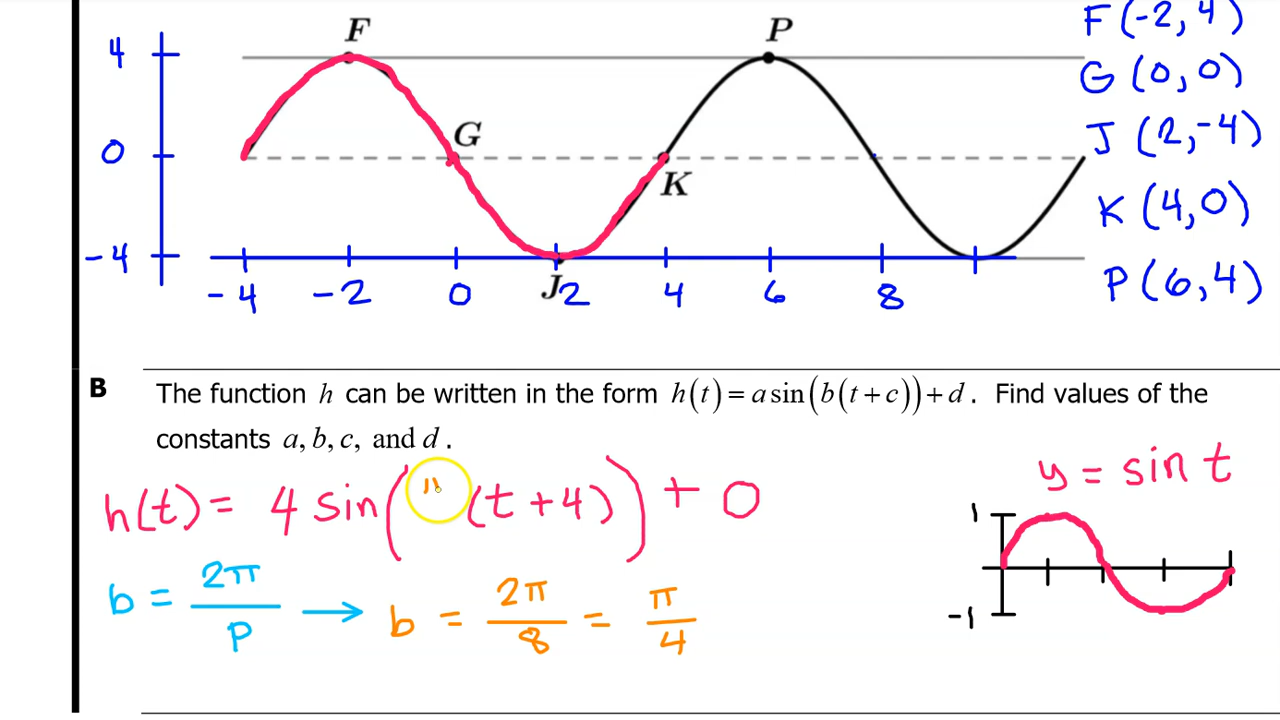 F (-2, 4)
F
P
4
G (0, 0)
G
0
J (2, -4)
K
K (4, 0)
-4
J
-4 -2 0 2 4 6 8
P (6, 4)
B The function h can be written in the form h(t) = a sin(b(t + c)) + d. Find values of the
constants a, b, c, and d.
y = sin t
h(t) = 4 sin( (t + 4)) + 0
1
b = 2π/P → b = 2π/8 = π/4
-1